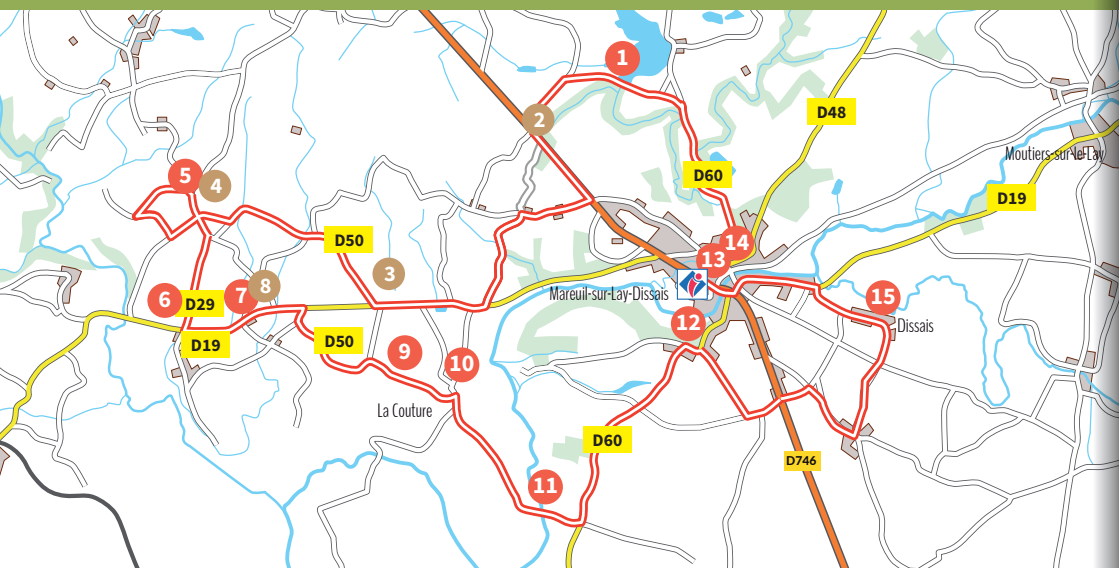 1
2
D48
Moutiers-sur-le-Lay
5
4
D60
D19
D50
14
13
3
8
6
D29
7
Mareuil-sur-Lay-Dissais
15
12
Dissais
D19
D50
9
10
La Couture
D60
D746
11